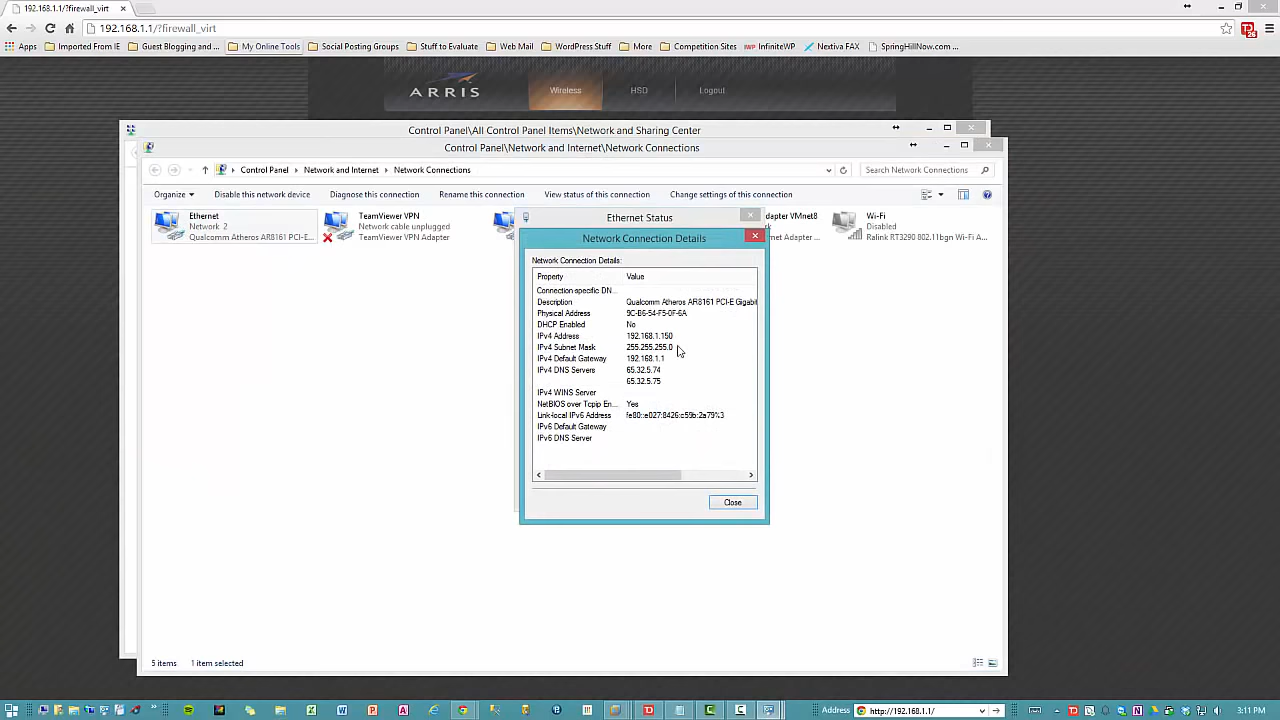 192.168.1.1/?firewall_virt
192.168.1.1/?firewall_virt
26
Apps Imported From IE Guest Blogging and ... My Online Tools Social Posting Groups Stuff to Evaluate Web Mail WordPress Stuff More Competition Sites IWP InfiniteWP Nextiva FAX SpringHillNow.com ...
ARRIS Wireless HSD Logout
Control Panel\All Control Panel Items\Network and Sharing Center
Control Panel\Network and Internet\Network Connections
Control Panel Network and Internet Network Connections Search Network Connections
Organize Disable this network device Diagnose this connection Rename this connection View status of this connection Change settings of this connection
Ethernet
Network 2
Qualcomm Atheros AR8161 PCI-E...
TeamViewer VPN
Network cable unplugged
TeamViewer VPN Adapter
Ethernet Status
apter VMnet8
et Adapter ...
Wi-Fi
Disabled
Ralink RT3290 802.11bgn Wi-Fi A...
Network Connection Details
Network Connection Details:
Property Value
Connection-specific DN...
Description Qualcomm Atheros AR8161 PCI-E Gigabit
Physical Address 9C-B6-54-F5-0F-6A
DHCP Enabled No
IPv4 Address 192.168.1.150
IPv4 Subnet Mask 255.255.255.0
IPv4 Default Gateway 192.168.1.1
IPv4 DNS Servers 65.32.5.74
65.32.5.75
IPv4 WINS Server
NetBIOS over Tcpip En... Yes
Link-local IPv6 Address fe80::e027:8426:c59b:2a79%3
IPv6 Default Gateway
IPv6 DNS Server
Close
5 items 1 item selected
Address http://192.168.1.1/ 3:11 PM